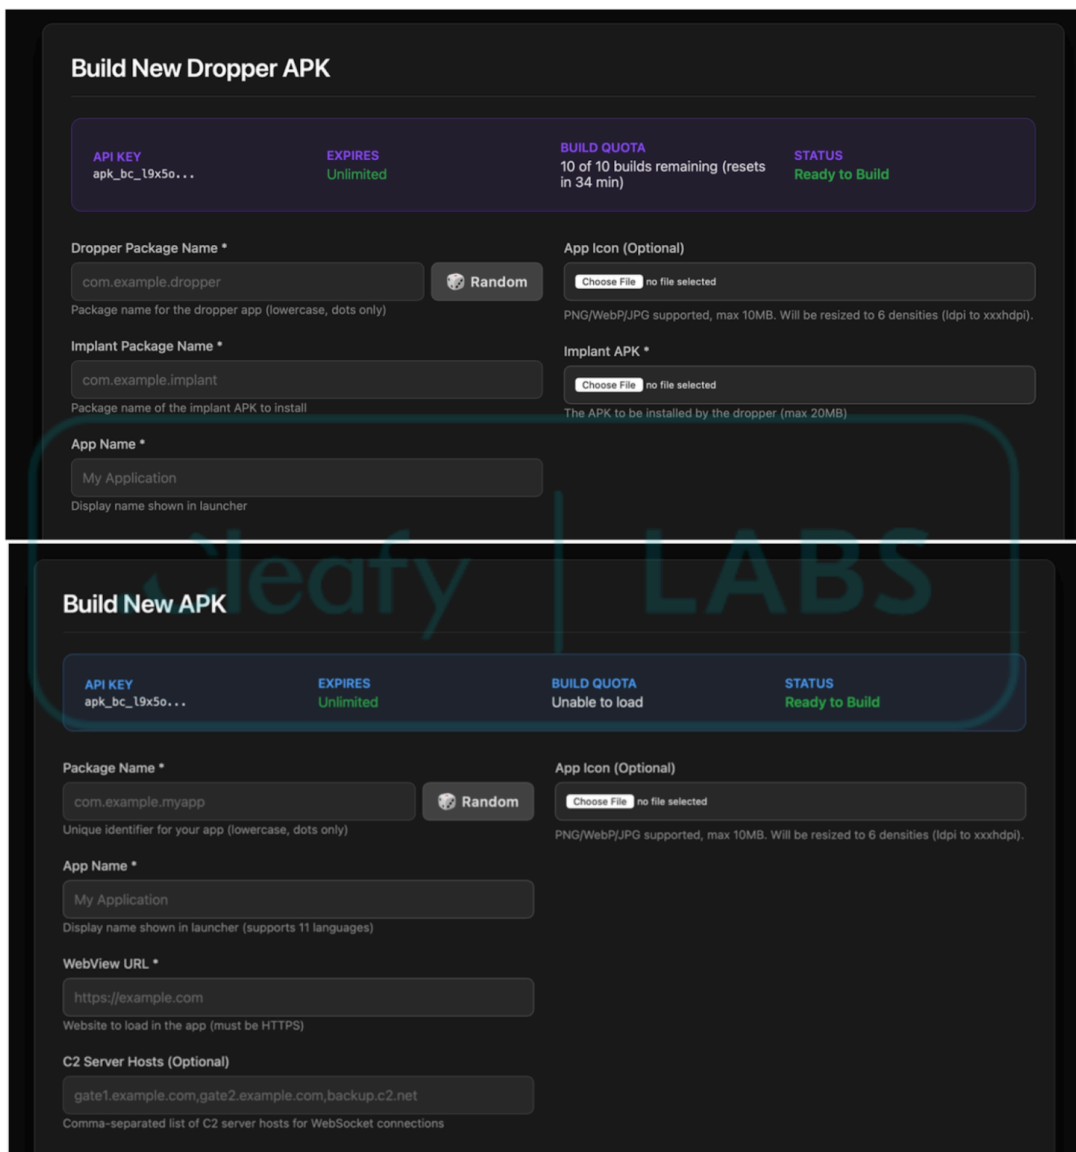 Build New Dropper APK
API KEY
apk_bc_l9x5o...
EXPIRES
Unlimited
BUILD QUOTA
10 of 10 builds remaining (resets
in 34 min)
STATUS
Ready to Build
Dropper Package Name *
com.example.dropper
Random
Package name for the dropper app (lowercase, dots only)
App Icon (Optional)
Choose File no file selected
PNG/WebP/JPG supported, max 10MB. Will be resized to 6 densities (ldpi to xxxhdpi).
Implant Package Name *
com.example.implant
Package name of the implant APK to install
Implant APK *
Choose File no file selected
The APK to be installed by the dropper (max 20MB)
App Name *
My Application
Display name shown in launcher
Cleafy LABS
Build New APK
API KEY
apk_bc_l9x5o...
EXPIRES
Unlimited
BUILD QUOTA
Unable to load
STATUS
Ready to Build
Package Name *
com.example.myapp
Random
Unique identifier for your app (lowercase, dots only)
App Icon (Optional)
Choose File no file selected
PNG/WebP/JPG supported, max 10MB. Will be resized to 6 densities (ldpi to xxxhdpi).
App Name *
My Application
Display name shown in launcher (supports 11 languages)
WebView URL *
https://example.com
Website to load in the app (must be HTTPS)
C2 Server Hosts (Optional)
gate1.example.com,gate2.example.com,backup.c2.net
Comma-separated list of C2 server hosts for WebSocket connections